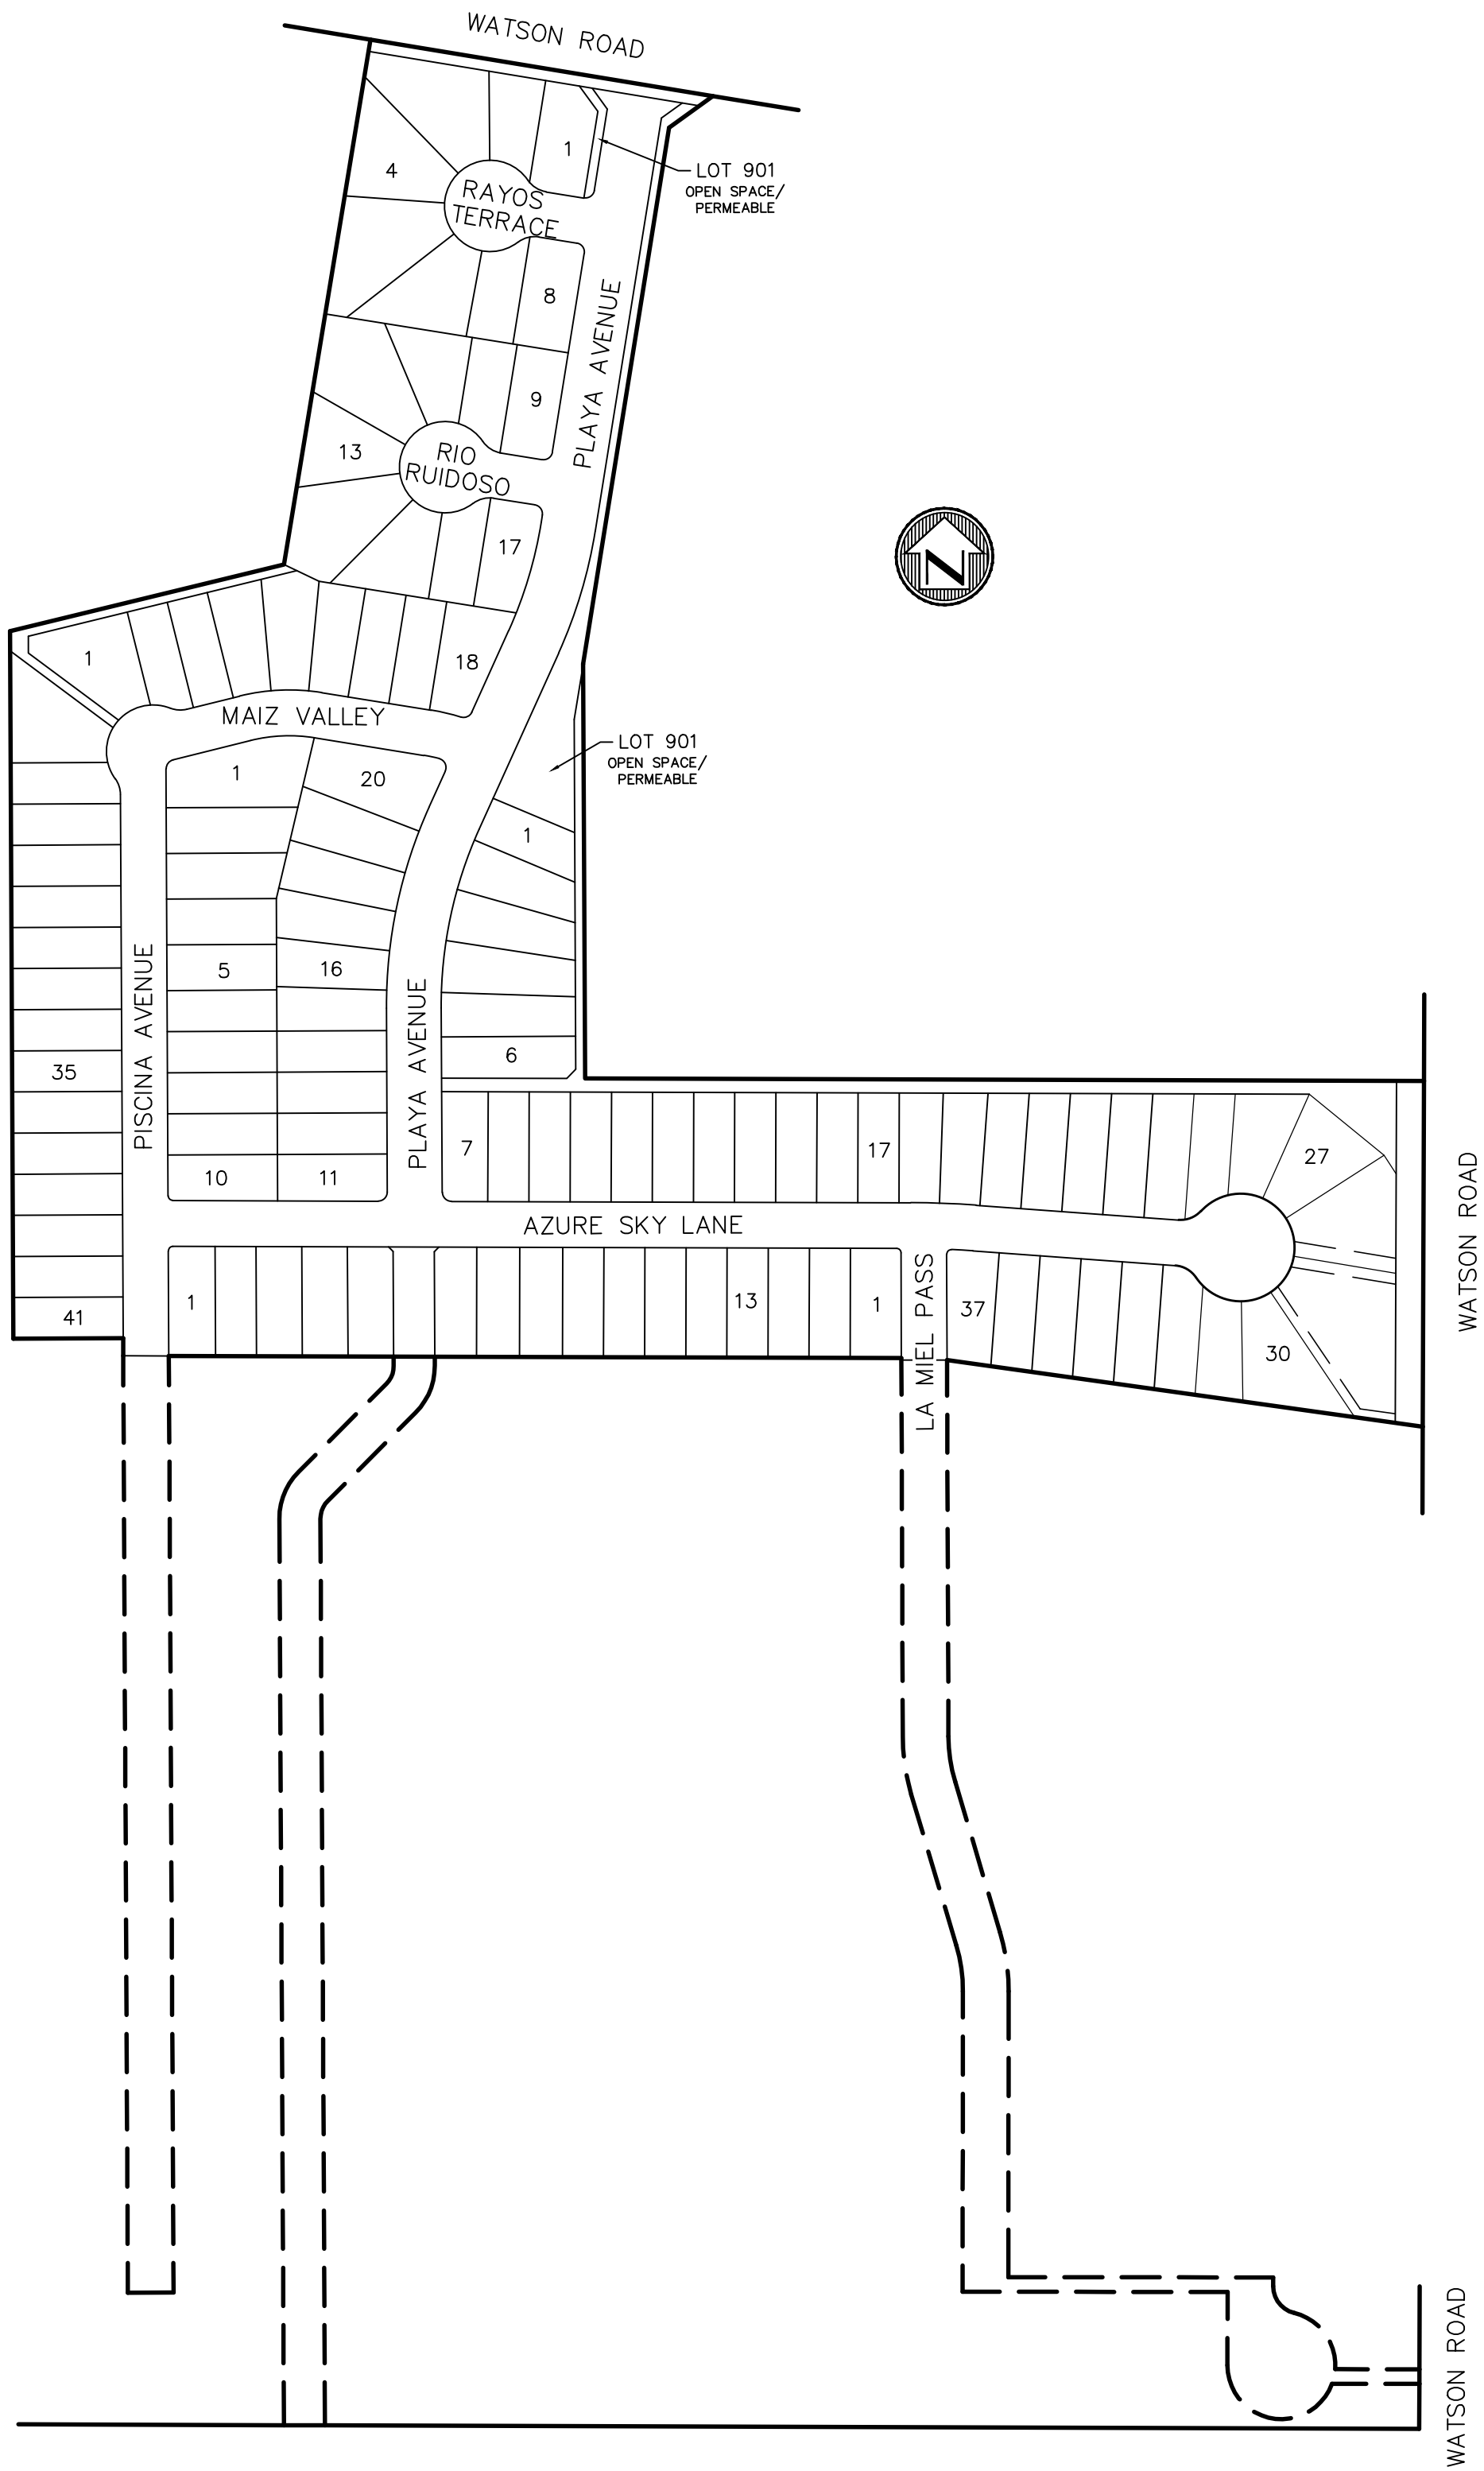 WATSON ROAD
1
LOT 901
OPEN SPACE/
PERMEABLE
4
RAYOS
TERRACE
8
PLAYA AVENUE
9
13
RIO
RUIDOSO
17
N
1
18
MAIZ VALLEY
LOT 901
OPEN SPACE/
PERMEABLE
1
20
1
5
16
PISCINA AVENUE
PLAYA AVENUE
6
35
7
17
27
10
11
WATSON ROAD
AZURE SKY LANE
1
13
1
LA MIEL PASS
37
41
30
WATSON ROAD